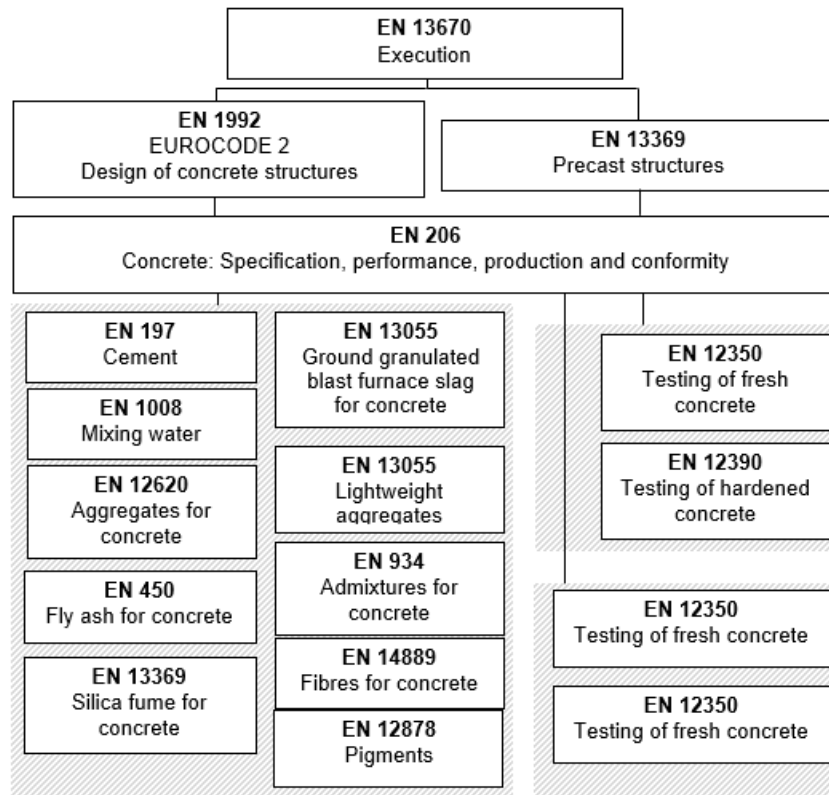 EN 13670
Execution
EN 1992
EUROCODE 2
Design of concrete structures
EN 13369
Precast structures
EN 206
Concrete: Specification, performance, production and conformity
EN 197
Cement
EN 1008
Mixing water
EN 12620
Aggregates for
concrete
EN 450
Fly ash for concrete
EN 13369
Silica fume for
concrete
EN 13055
Ground granulated
blast furnace slag
for concrete
EN 13055
Lightweight
aggregates
EN 934
Admixtures for
concrete
EN 14889
Fibres for concrete
EN 12878
Pigments
EN 12350
Testing of fresh
concrete
EN 12390
Testing of hardened
concrete
EN 12350
Testing of fresh concrete
EN 12350
Testing of fresh concrete